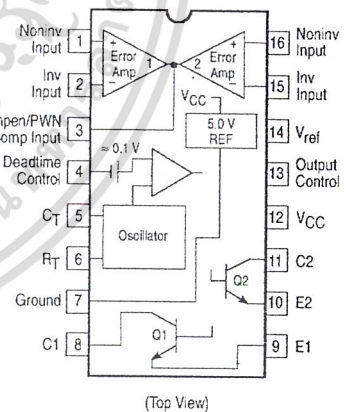 Noninv
Input
1
Inv
Input
2
mpen/PWN
Comp Input
3
Deadtime
Control
4
≈ 0.1 V
CT
5
RT
6
Ground
7
C1
8
+
Error
Amp
1
–
+
2
Error
Amp
–
VCC
5.0 V
REF
Oscillator
Q2
Q1
16
Noninv
Input
15
Inv
Input
14
Vref
13
Output
Control
12
VCC
11
C2
10
E2
9
E1
(Top View)